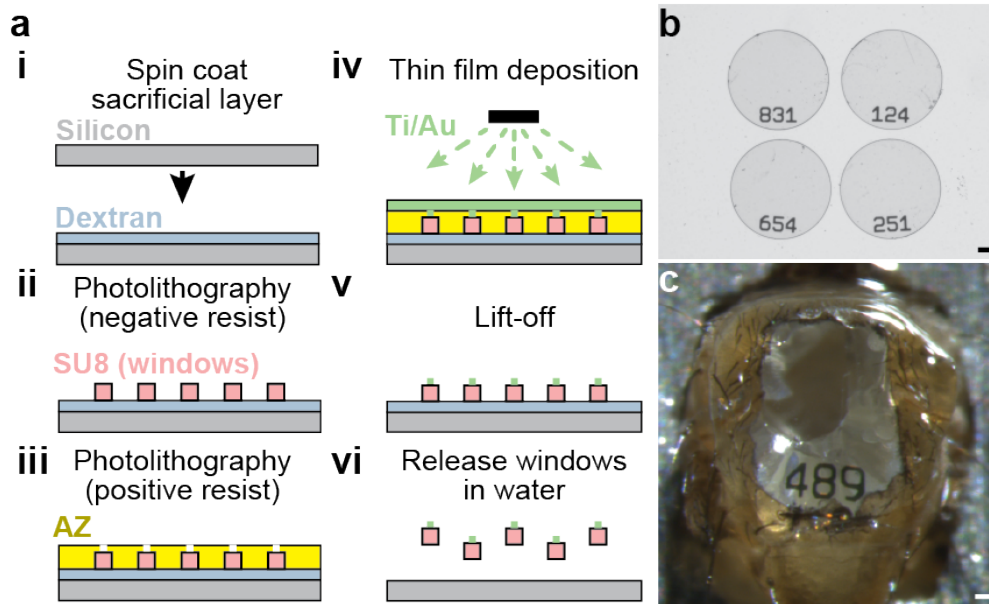 a
i
Spin coat
sacrificial layer
Silicon
Dextran
ii
Photolithography
(negative resist)
SU8 (windows)
iii
Photolithography
(positive resist)
AZ
iv
Thin film deposition
Ti/Au
v
Lift-off
vi
Release windows
in water
b
831
124
654
251
c
489